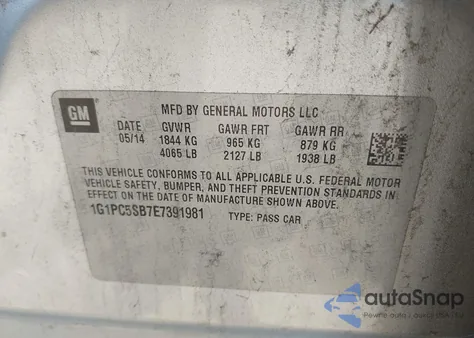 GM
MFD BY GENERAL MOTORS LLC
DATE GVWR GAWR FRT GAWR RR
05/14 1844 KG 965 KG 879 KG
4065 LB 2127 LB 1938 LB
THIS VEHICLE CONFORMS TO ALL APPLICABLE U.S. FEDERAL MOTOR
VEHICLE SAFETY, BUMPER, AND THEFT PREVENTION STANDARDS IN
EFFECT ON THE DATE OF MANUFACTURE SHOWN ABOVE.
1G1PC5SB7E7391981 TYPE: PASS CAR
autoSnap